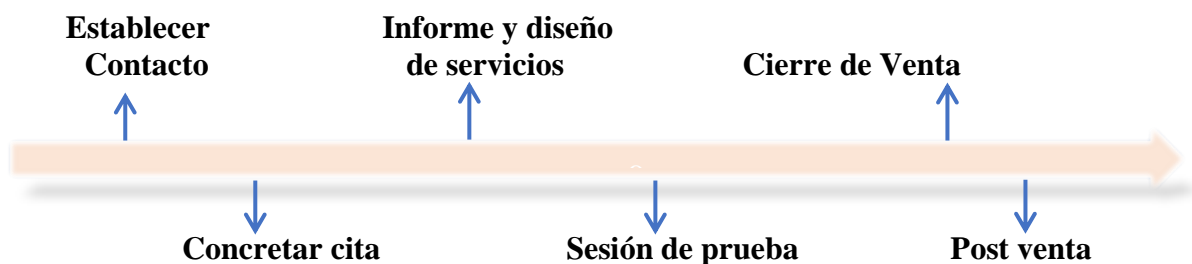 Establecer
Contacto
Informe y diseño
de servicios
Cierre de Venta
Concretar cita
Sesión de prueba
Post venta